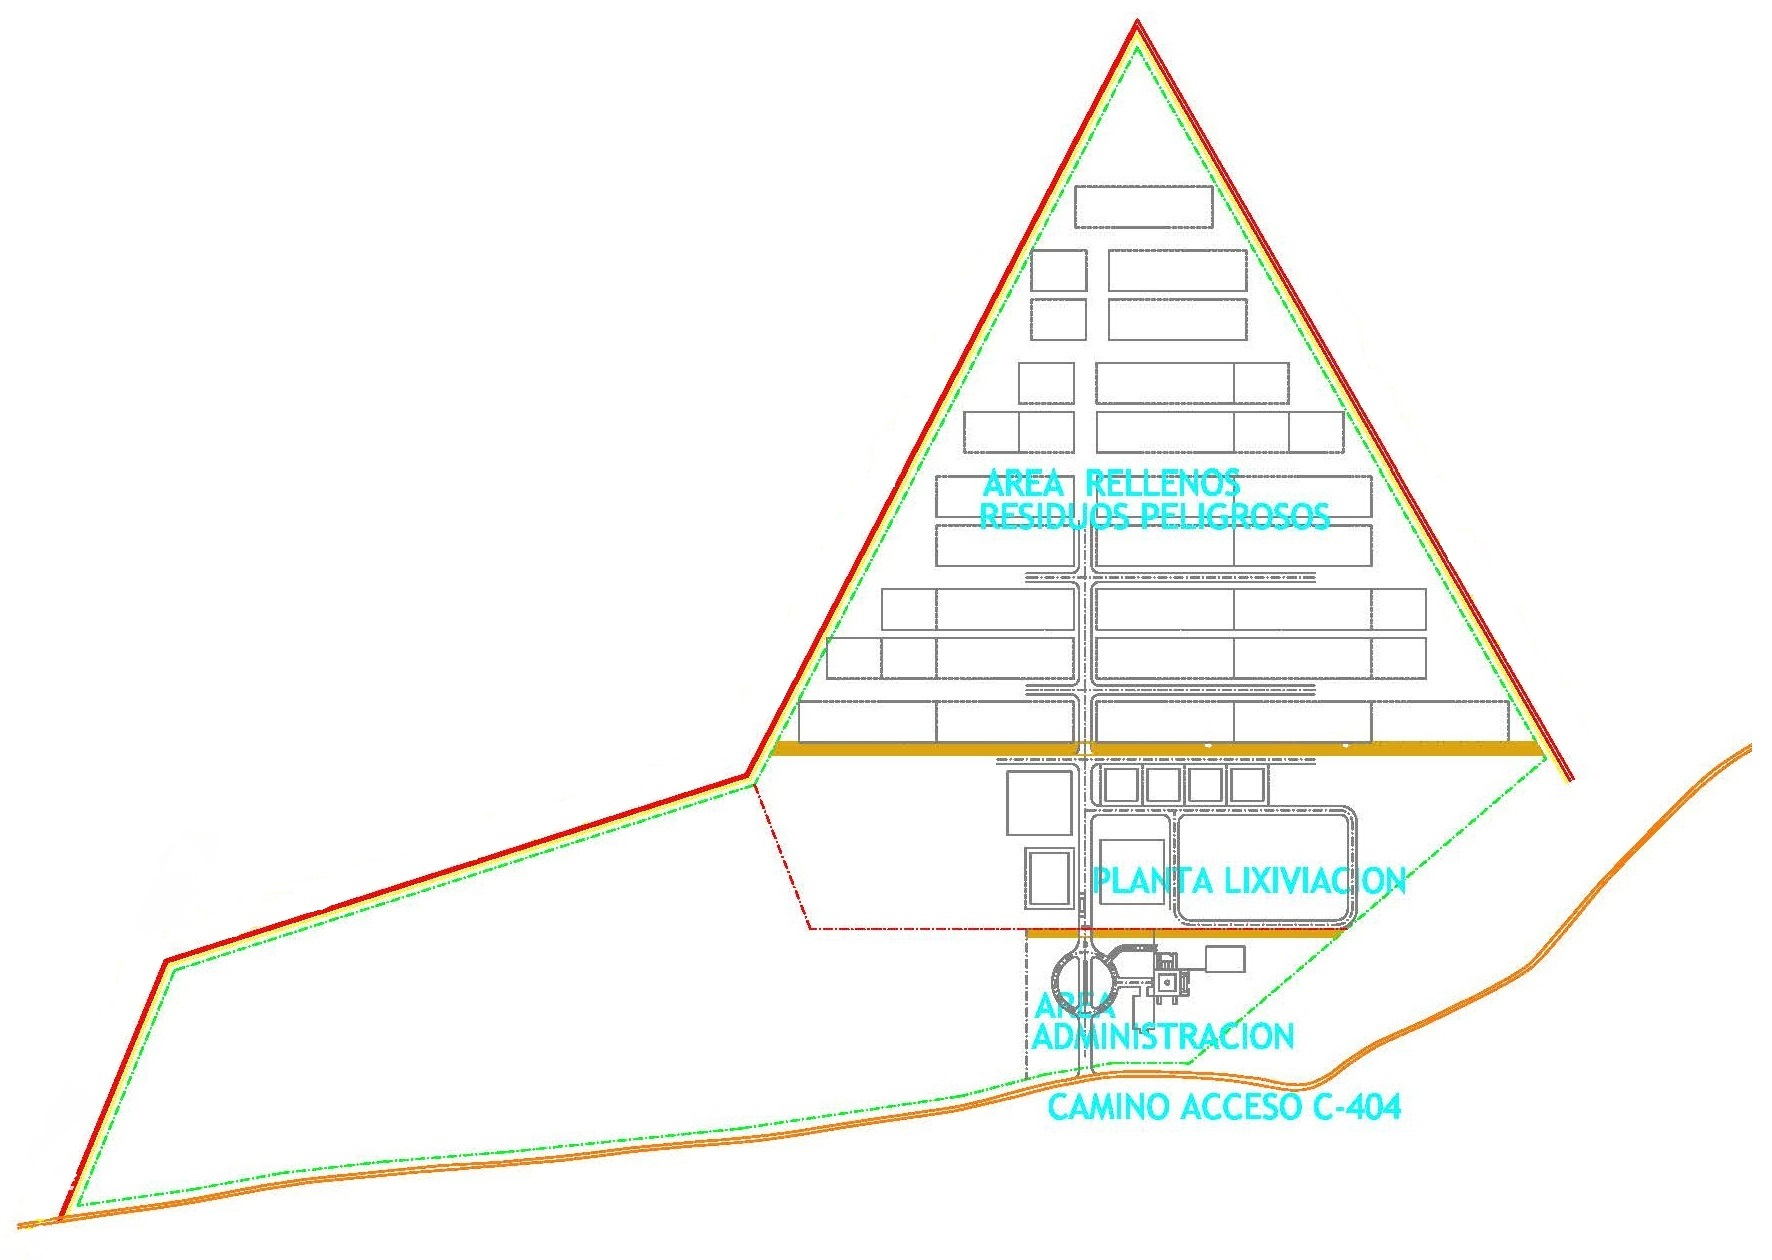 AREA RELLENOS
RESIDUOS PELIGROSOS
PLANTA LIXIVIACION
AREA
ADMINISTRACION
CAMINO ACCESO C-404